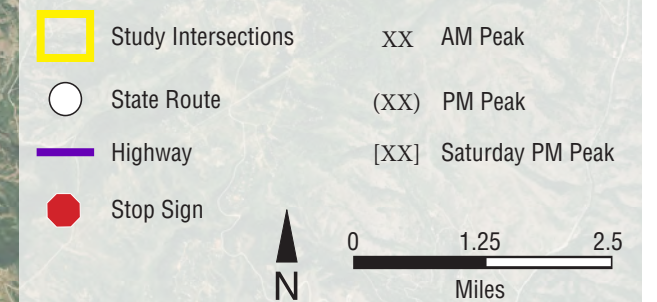 Study Intersections XX AM Peak
State Route (XX) PM Peak
Highway [XX] Saturday PM Peak
Stop Sign
0 1.25 2.5
N Miles